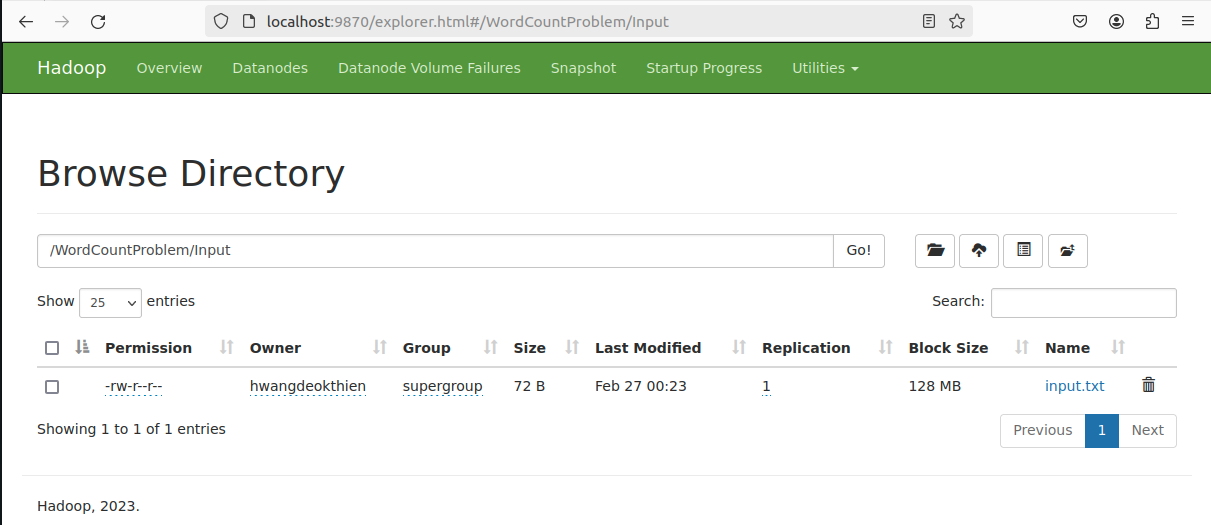 localhost:9870/explorer.html#/WordCountProblem/Input
Hadoop Overview Datanodes Datanode Volume Failures Snapshot Startup Progress Utilities
Browse Directory
/WordCountProblem/Input Go!
Show 25 entries Search:
Permission Owner Group Size Last Modified Replication Block Size Name
-rw-r--r-- hwangdeokthien supergroup 72 B Feb 27 00:23 1 128 MB input.txt
Showing 1 to 1 of 1 entries Previous 1 Next
Hadoop, 2023.